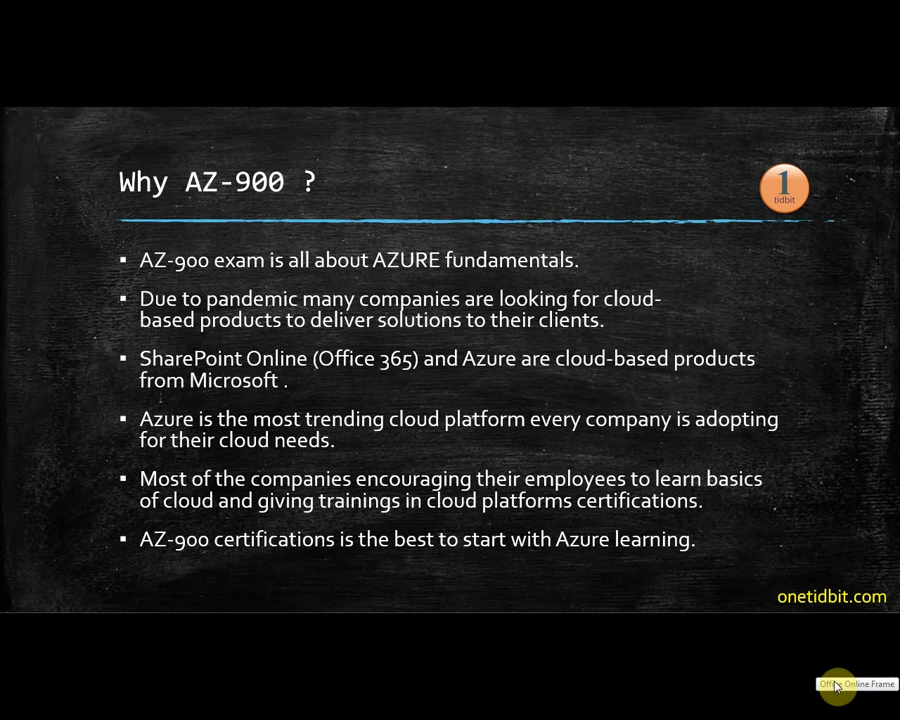 Why AZ-900 ?
1
tidbit
▪ AZ-900 exam is all about AZURE fundamentals.
▪ Due to pandemic many companies are looking for cloud-
based products to deliver solutions to their clients.
▪ SharePoint Online (Office 365) and Azure are cloud-based products
from Microsoft .
▪ Azure is the most trending cloud platform every company is adopting
for their cloud needs.
▪ Most of the companies encouraging their employees to learn basics
of cloud and giving trainings in cloud platforms certifications.
▪ AZ-900 certifications is the best to start with Azure learning.
onetidbit.com
Office Online Frame